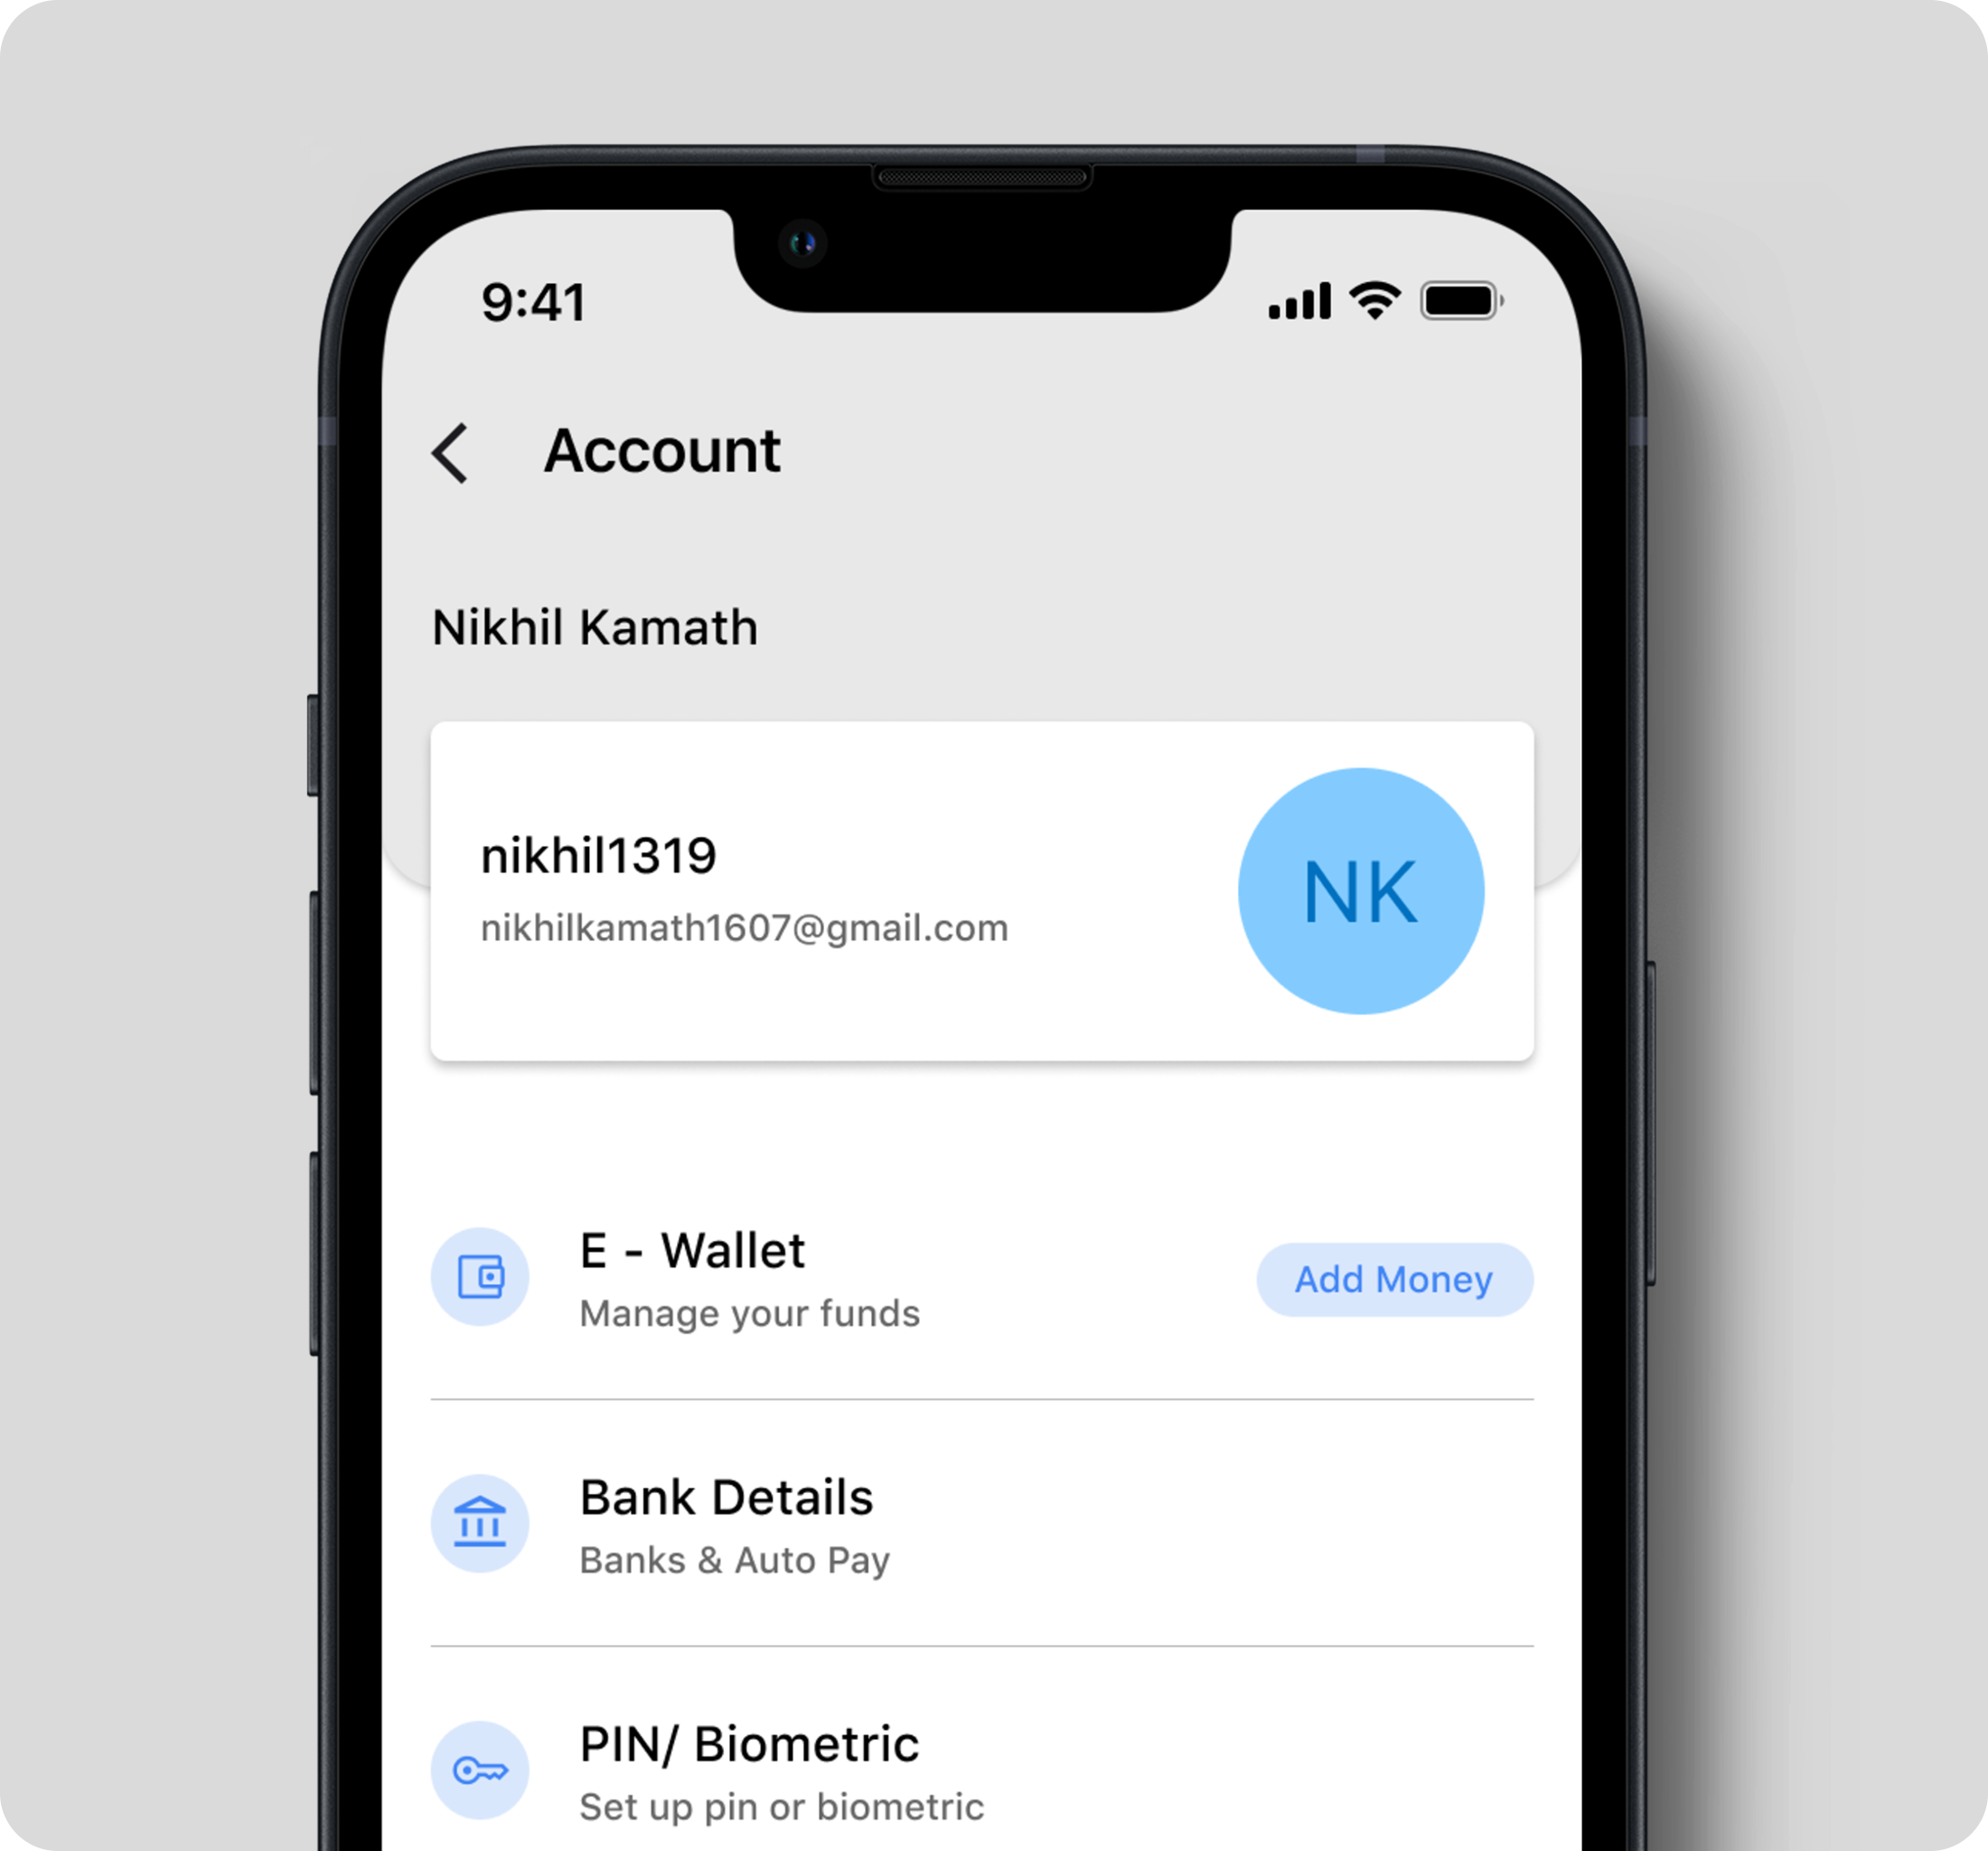 9:41
Account
Nikhil Kamath
nikhil1319
nikhilkamath1607@gmail.com
NK
E - Wallet
Manage your funds
Add Money
Bank Details
Banks & Auto Pay
PIN/ Biometric
Set up pin or biometric